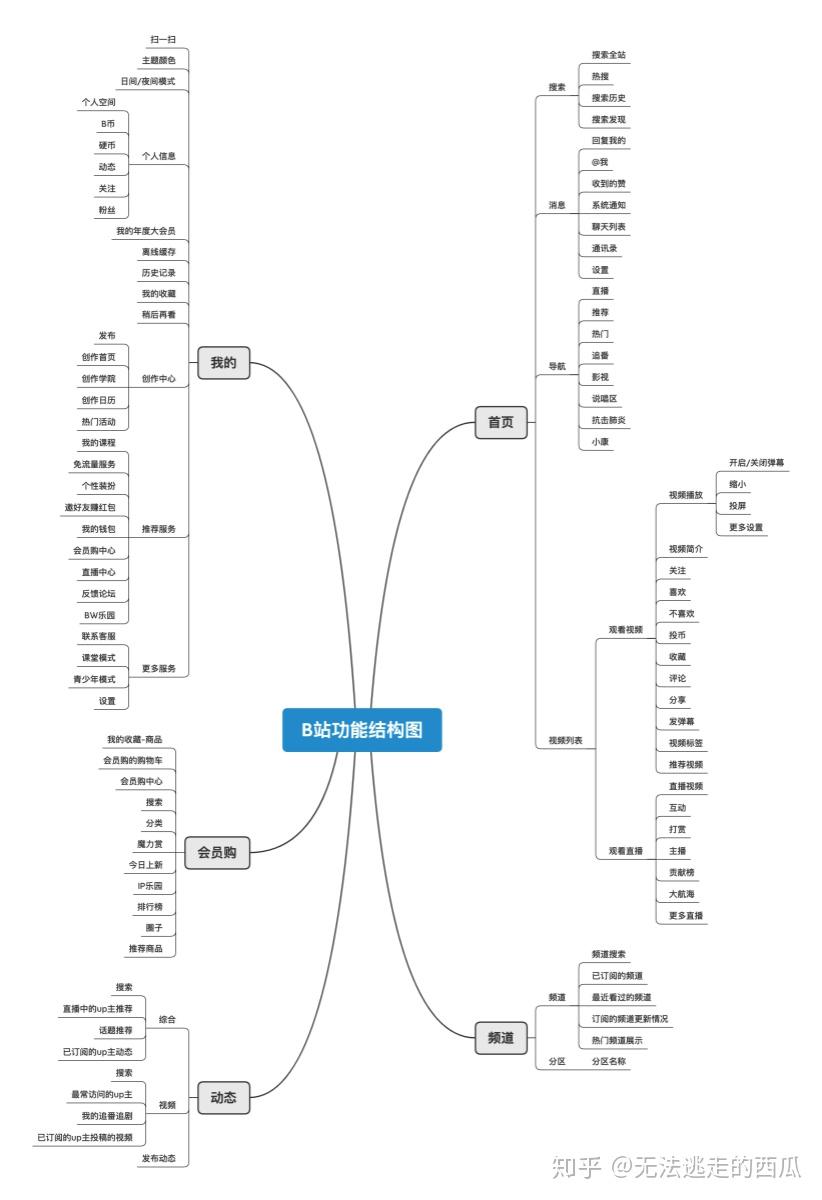 B站功能结构图
首页
搜索
搜索全站
热搜
搜索历史
搜索发现
消息
回复我的
@我
收到的赞
系统通知
聊天列表
通讯录
设置
导航
直播
推荐
热门
追番
影视
说唱区
抗击肺炎
小康
视频列表
观看视频
视频播放
开启/关闭弹幕
缩小
投屏
更多设置
视频简介
关注
喜欢
不喜欢
投币
收藏
评论
分享
发弹幕
视频标签
推荐视频
观看直播
直播视频
互动
打赏
主播
贡献榜
大航海
更多直播
频道
频道
频道搜索
已订阅的频道
最近看过的频道
订阅的频道更新情况
热门频道展示
分区
分区名称
我的
扫一扫
主题颜色
日间/夜间模式
个人信息
个人空间
B币
硬币
动态
关注
粉丝
我的年度大会员
离线缓存
历史记录
我的收藏
稍后再看
创作中心
发布
创作首页
创作学院
创作日历
热门活动
推荐服务
我的课程
免流量服务
个性装扮
邀好友赚红包
我的钱包
会员购中心
直播中心
反馈论坛
BW乐园
更多服务
联系客服
课堂模式
青少年模式
设置
会员购
我的收藏-商品
会员购的购物车
会员购中心
搜索
分类
魔力赏
今日上新
IP乐园
排行榜
圈子
推荐商品
动态
综合
搜索
直播中的up主推荐
话题推荐
已订阅的up主动态
视频
搜索
最常访问的up主
我的追番追剧
已订阅的up主投稿的视频
发布动态
知乎 @无法逃走的西瓜